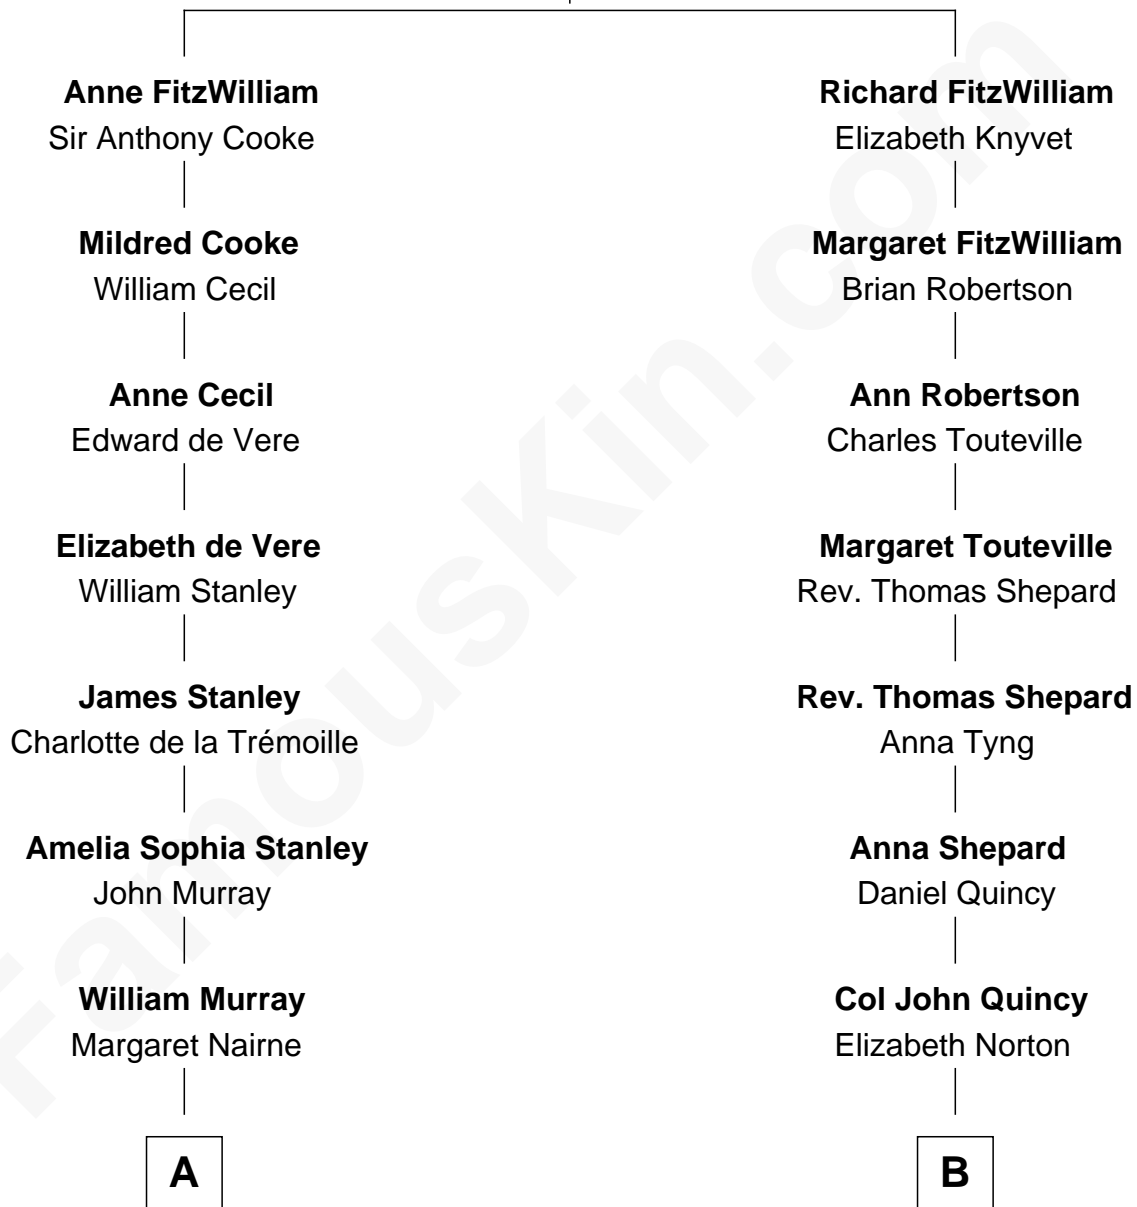 Anne FitzWilliam
Sir Anthony Cooke
Mildred Cooke
William Cecil
Anne Cecil
Edward de Vere
Elizabeth de Vere
William Stanley
James Stanley
Charlotte de la Trémoille
Amelia Sophia Stanley
John Murray
William Murray
Margaret Nairne
A
Richard FitzWilliam
Elizabeth Knyvet
Margaret FitzWilliam
Brian Robertson
Ann Robertson
Charles Touteville
Margaret Touteville
Rev. Thomas Shepard
Rev. Thomas Shepard
Anna Tyng
Anna Shepard
Daniel Quincy
Col John Quincy
Elizabeth Norton
B
FamousKin.com